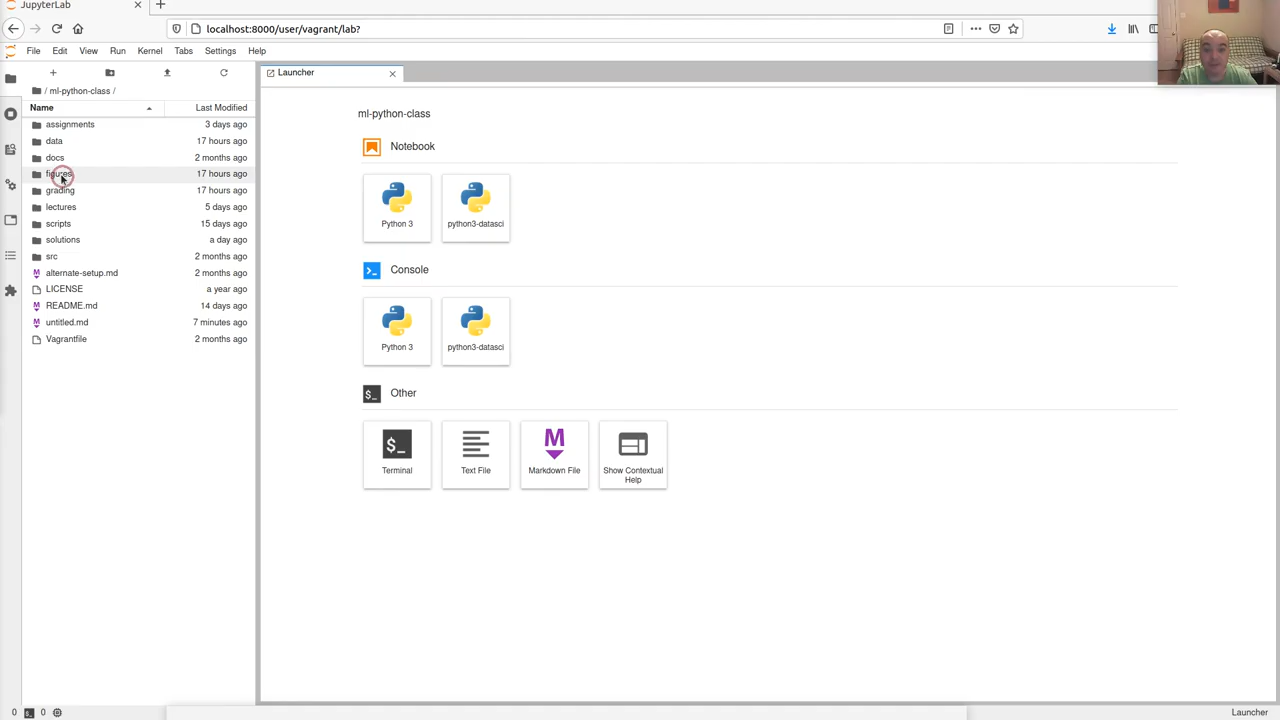 JupyterLab
localhost:8000/user/vagrant/lab?
File Edit View Run Kernel Tabs Settings Help
/ ml-python-class /
Name Last Modified
assignments 3 days ago
data 17 hours ago
docs 2 months ago
figures 17 hours ago
grading 17 hours ago
lectures 5 days ago
scripts 15 days ago
solutions a day ago
src 2 months ago
alternate-setup.md 2 months ago
LICENSE a year ago
README.md 14 days ago
untitled.md 7 minutes ago
Vagrantfile 2 months ago
Launcher
ml-python-class
Notebook
Python 3 python3-datasci
Console
Python 3 python3-datasci
$_ Other
$_ M
Terminal Text File Markdown File Show Contextual
Help
0 $_ 0 Launcher